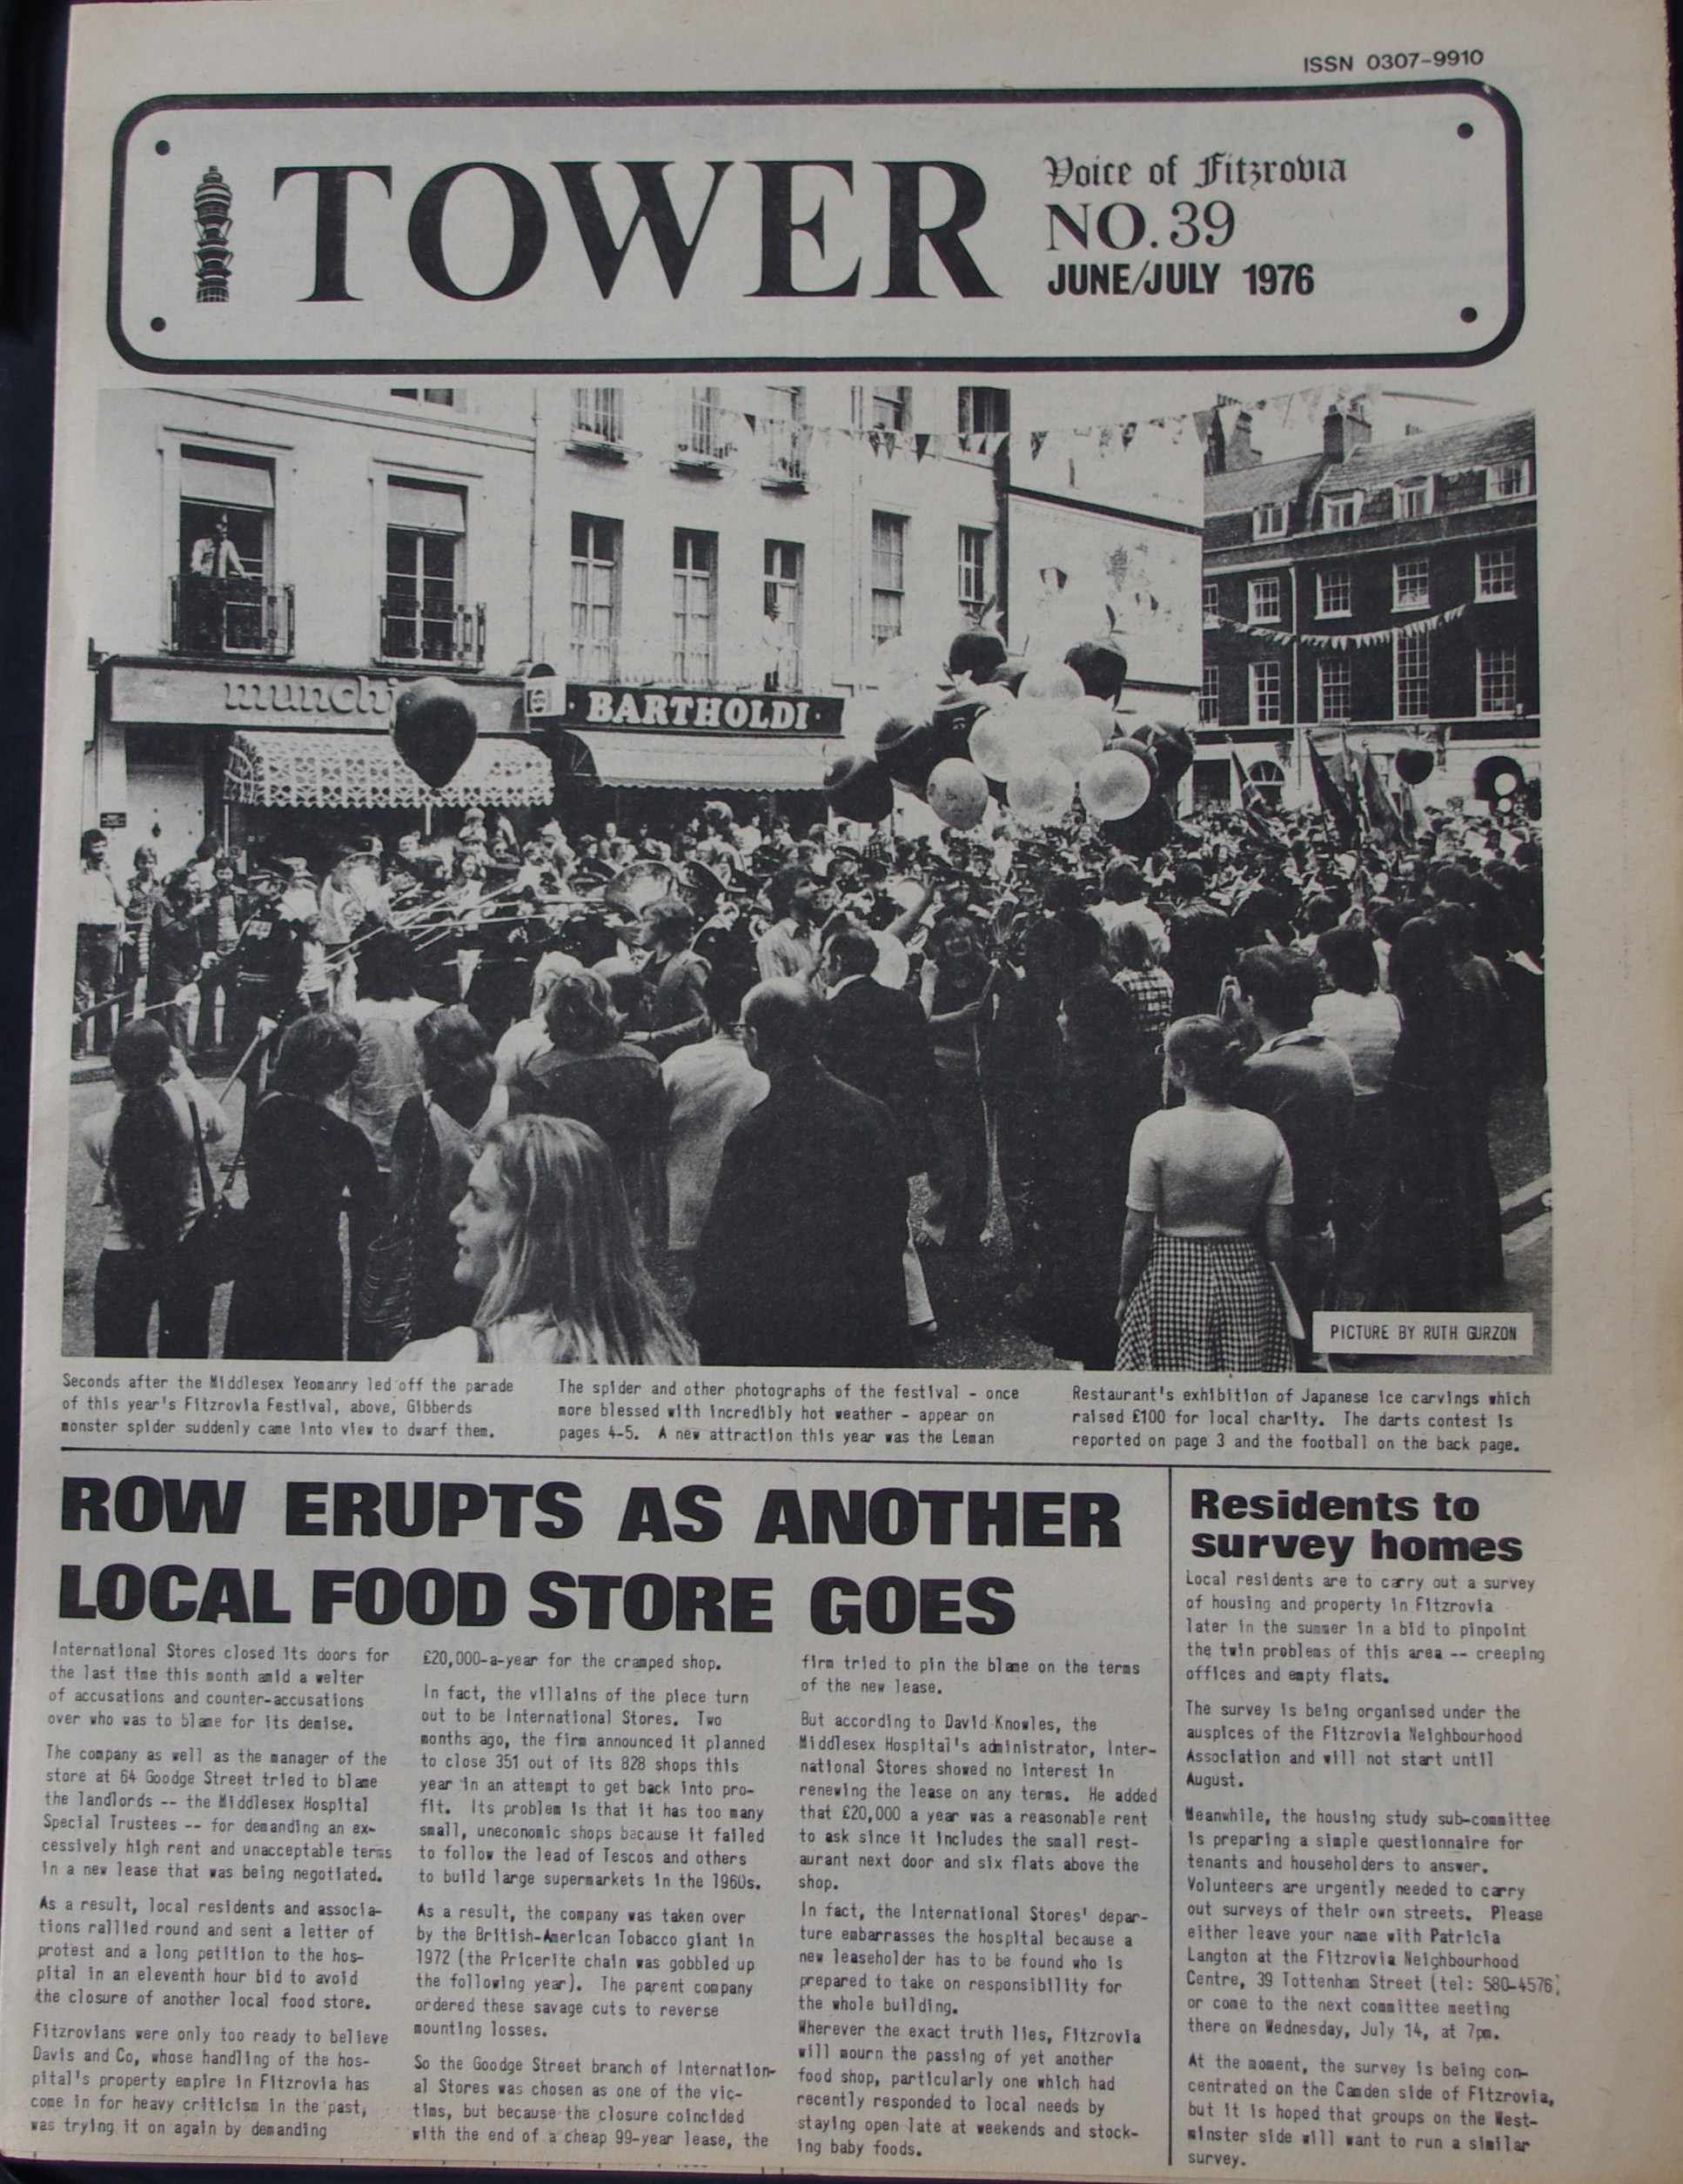 ISSN 0307-9910
TOWER
Voice of Fitzrovia
NO. 39
JUNE/JULY 1976
munchi
· BARTHOLDI ·
PICTURE BY RUTH GURZON
Seconds after the Middlesex Yeomanry led off the parade
of this year's Fitzrovia Festival, above, Gibberds
monster spider suddenly came into view to dwarf them.
The spider and other photographs of the festival - once
more blessed with incredibly hot weather - appear on
pages 4-5. A new attraction this year was the Leman
Restaurant's exhibition of Japanese ice carvings which
raised £100 for local charity. The darts contest is
reported on page 3 and the football on the back page.
ROW ERUPTS AS ANOTHER
LOCAL FOOD STORE GOES
International Stores closed its doors for
the last time this month amid a welter
of accusations and counter-accusations
over who was to blame for its demise.
The company as well as the manager of the
store at 64 Goodge Street tried to blame
the landlords -- the Middlesex Hospital
Special Trustees -- for demanding an ex-
cessively high rent and unacceptable terms
in a new lease that was being negotiated.
As a result, local residents and associa-
tions rallied round and sent a letter of
protest and a long petition to the hos-
pital in an eleventh hour bid to avoid
the closure of another local food store.
Fitzrovians were only too ready to believe
Davis and Co, whose handling of the hos-
pital's property empire in Fitzrovia has
come in for heavy criticism in the past,
was trying it on again by demanding
£20,000-a-year for the cramped shop.
In fact, the villains of the piece turn
out to be International Stores. Two
months ago, the firm announced it planned
to close 351 out of its 828 shops this
year in an attempt to get back into pro-
fit. Its problem is that it has too many
small, uneconomic shops because it failed
to follow the lead of Tescos and others
to build large supermarkets in the 1960s.
As a result, the company was taken over
by the British-American Tobacco giant in
1972 (the Pricerite chain was gobbled up
the following year). The parent company
ordered these savage cuts to reverse
mounting losses.
So the Goodge Street branch of Internation-
al Stores was chosen as one of the vic-
tims, but because the closure coincided
with the end of a cheap 99-year lease, the
firm tried to pin the blame on the terms
of the new lease.
But according to David Knowles, the
Middlesex Hospital's administrator, Inter-
national Stores showed no interest in
renewing the lease on any terms. He added
that £20,000 a year was a reasonable rent
to ask since it includes the small rest-
aurant next door and six flats above the
shop.
In fact, the International Stores' depar-
ture embarrasses the hospital because a
new leaseholder has to be found who is
prepared to take on responsibility for
the whole building.
Wherever the exact truth lies, Fitzrovia
will mourn the passing of yet another
food shop, particularly one which had
recently responded to local needs by
staying open late at weekends and stock-
ing baby foods.
Residents to
survey homes
Local residents are to carry out a survey
of housing and property in Fitzrovia
later in the summer in a bid to pinpoint
the twin problems of this area -- creeping
offices and empty flats.
The survey is being organised under the
auspices of the Fitzrovia Neighbourhood
Association and will not start until
August.
Meanwhile, the housing study sub-committee
is preparing a simple questionnaire for
tenants and householders to answer.
Volunteers are urgently needed to carry
out surveys of their own streets. Please
either leave your name with Patricia
Langton at the Fitzrovia Neighbourhood
Centre, 39 Tottenham Street (tel: 580-4576)
or come to the next committee meeting
there on Wednesday, July 14, at 7pm.
At the moment, the survey is being con-
centrated on the Camden side of Fitzrovia,
but it is hoped that groups on the West-
minster side will want to run a similar
survey.